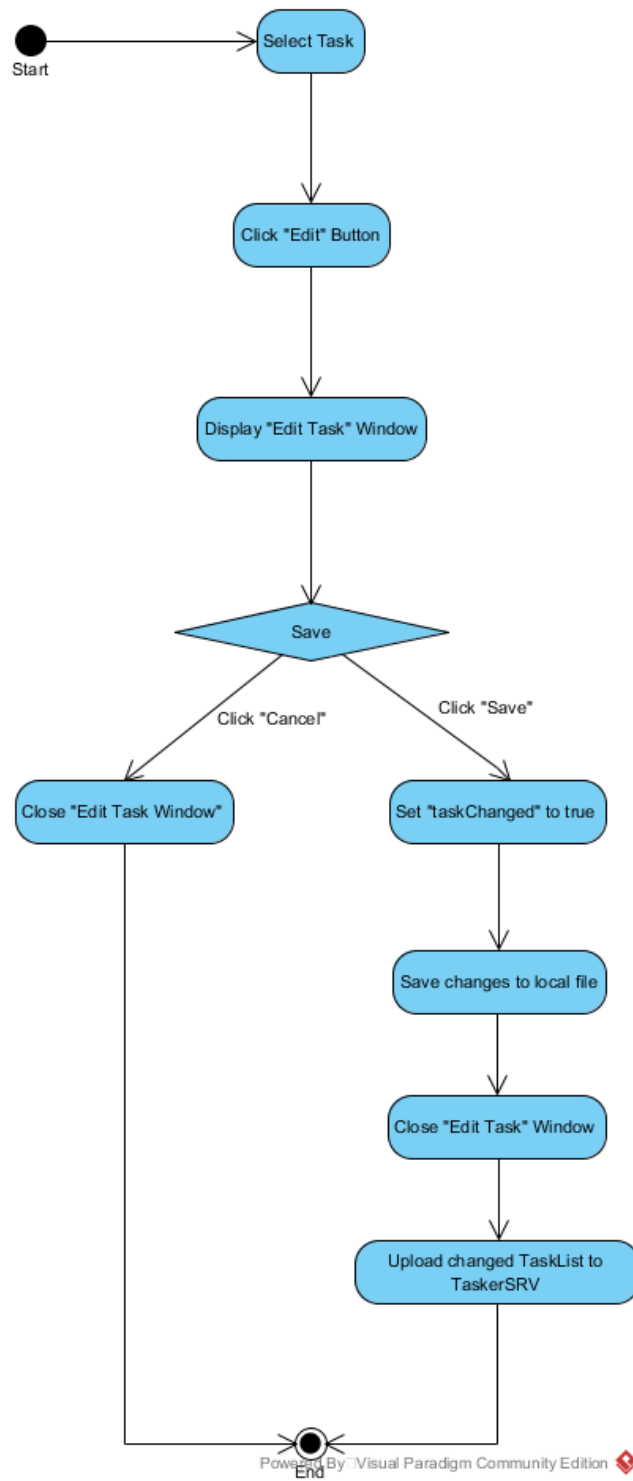 Select Task
Start
Click "Edit" Button
Display "Edit Task" Window
Save
Click "Cancel"
Click "Save"
Close "Edit Task Window"
Set "taskChanged" to true
Save changes to local file
Close "Edit Task" Window
Upload changed TaskList to
TaskerSRV
Powered By Visual Paradigm Community Edition
End